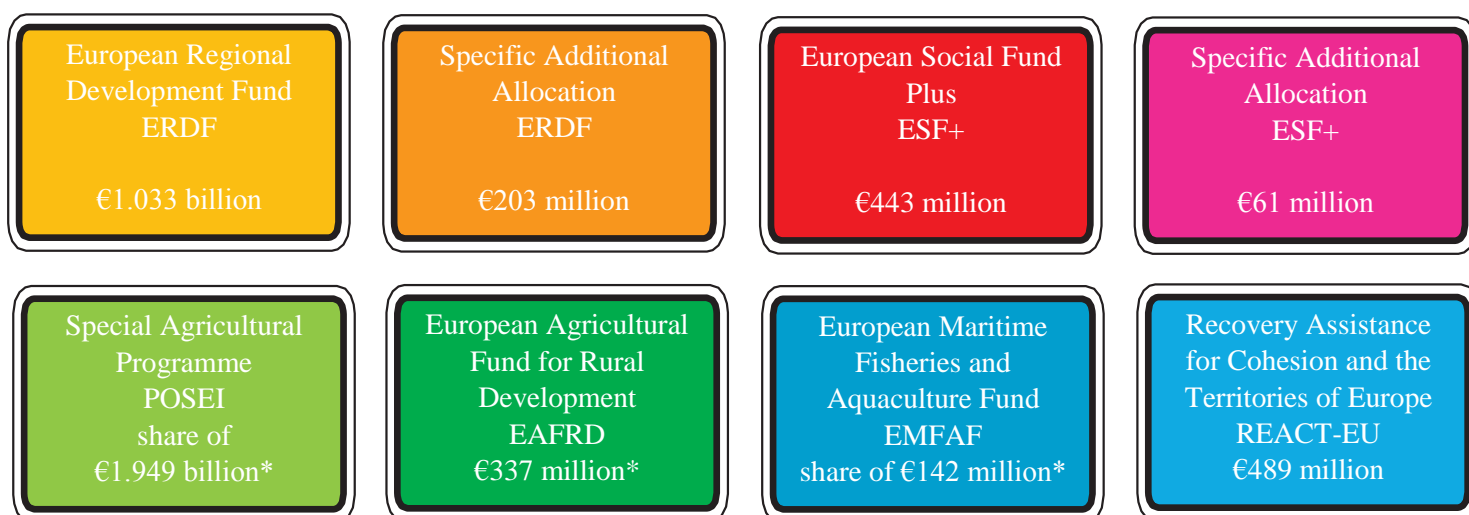 European Regional
Development Fund
ERDF
€1.033 billion
Specific Additional
Allocation
ERDF
€203 million
European Social Fund
Plus
ESF+
€443 million
Specific Additional
Allocation
ESF+
€61 million
Special Agricultural
Programme
POSEI
share of
€1.949 billion*
European Agricultural
Fund for Rural
Development
EAFRD
€337 million*
European Maritime
Fisheries and
Aquaculture Fund
EMFAF
share of €142 million*
Recovery Assistance
for Cohesion and the
Territories of Europe
REACT-EU
€489 million